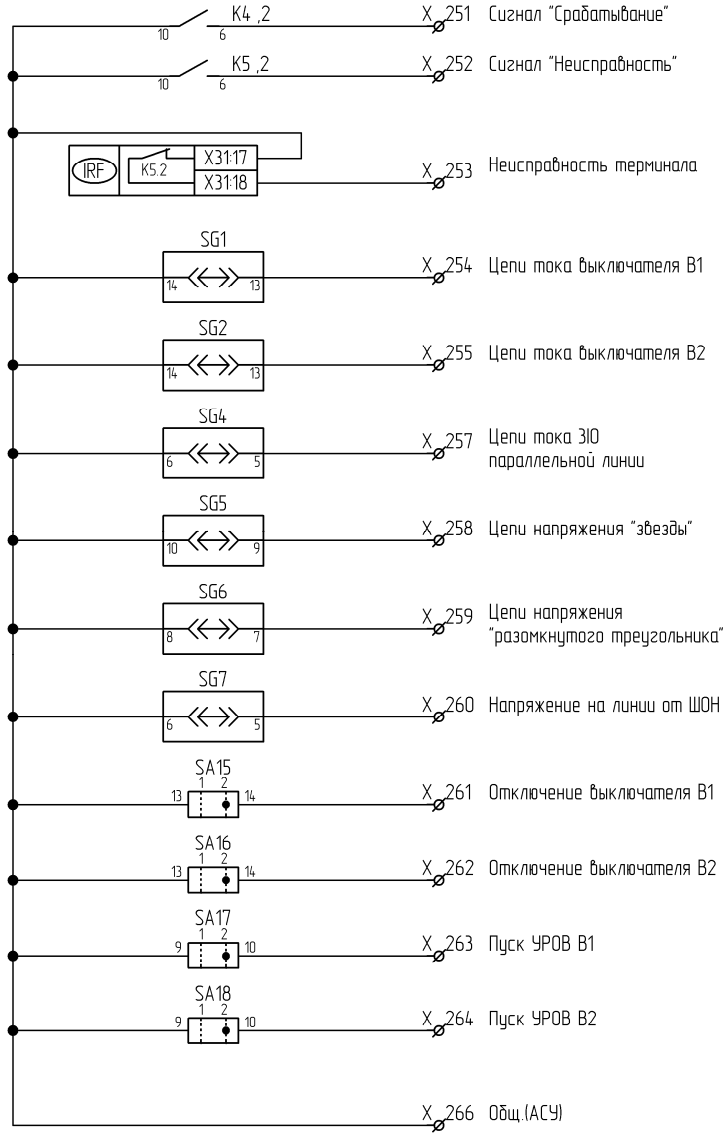 K4,2 X 251 Сигнал "Срабатывание"
10 6
K5,2 X 252 Сигнал "Неисправность"
10 6
IRF K5.2 X31:17
X31:18 X 253 Неисправность терминала
SG1
14 13 X 254 Цепи тока выключателя В1
SG2
14 13 X 255 Цепи тока выключателя В2
SG4
6 5 X 257 Цепи тока 3I0
параллельной линии
SG5
10 9 X 258 Цепи напряжения "звезды"
SG6
8 7 X 259 Цепи напряжения
"разомкнутого треугольника"
SG7
6 5 X 260 Напряжение на линии от ШОН
SA15
1 2
13 14 X 261 Отключение выключателя В1
SA16
1 2
13 14 X 262 Отключение выключателя В2
SA17
1 2
9 10 X 263 Пуск УРОВ В1
SA18
1 2
9 10 X 264 Пуск УРОВ В2
X 266 Общ.(АСУ)